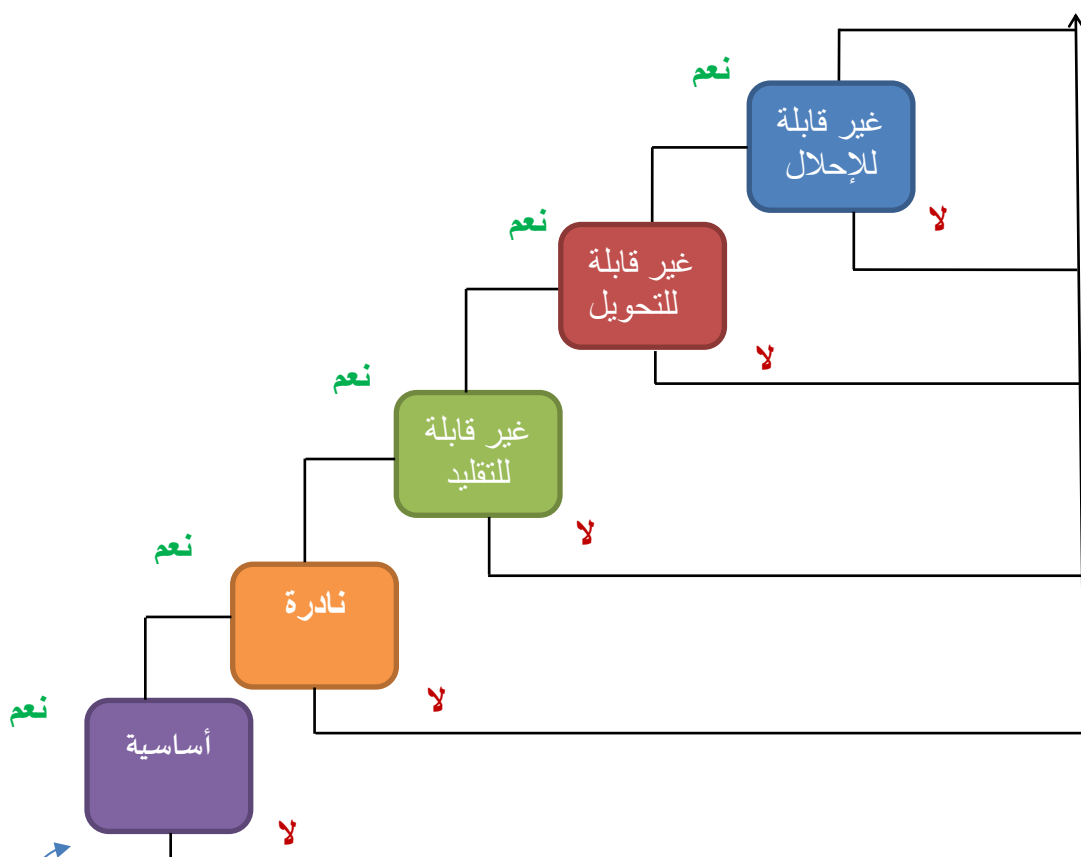 نعم
غير قابلة
للإحلال
لا
نعم
غير قابلة
للتحويل
لا
نعم
غير قابلة
للتقليد
لا
نعم
نادرة
لا
نعم
أساسية
لا